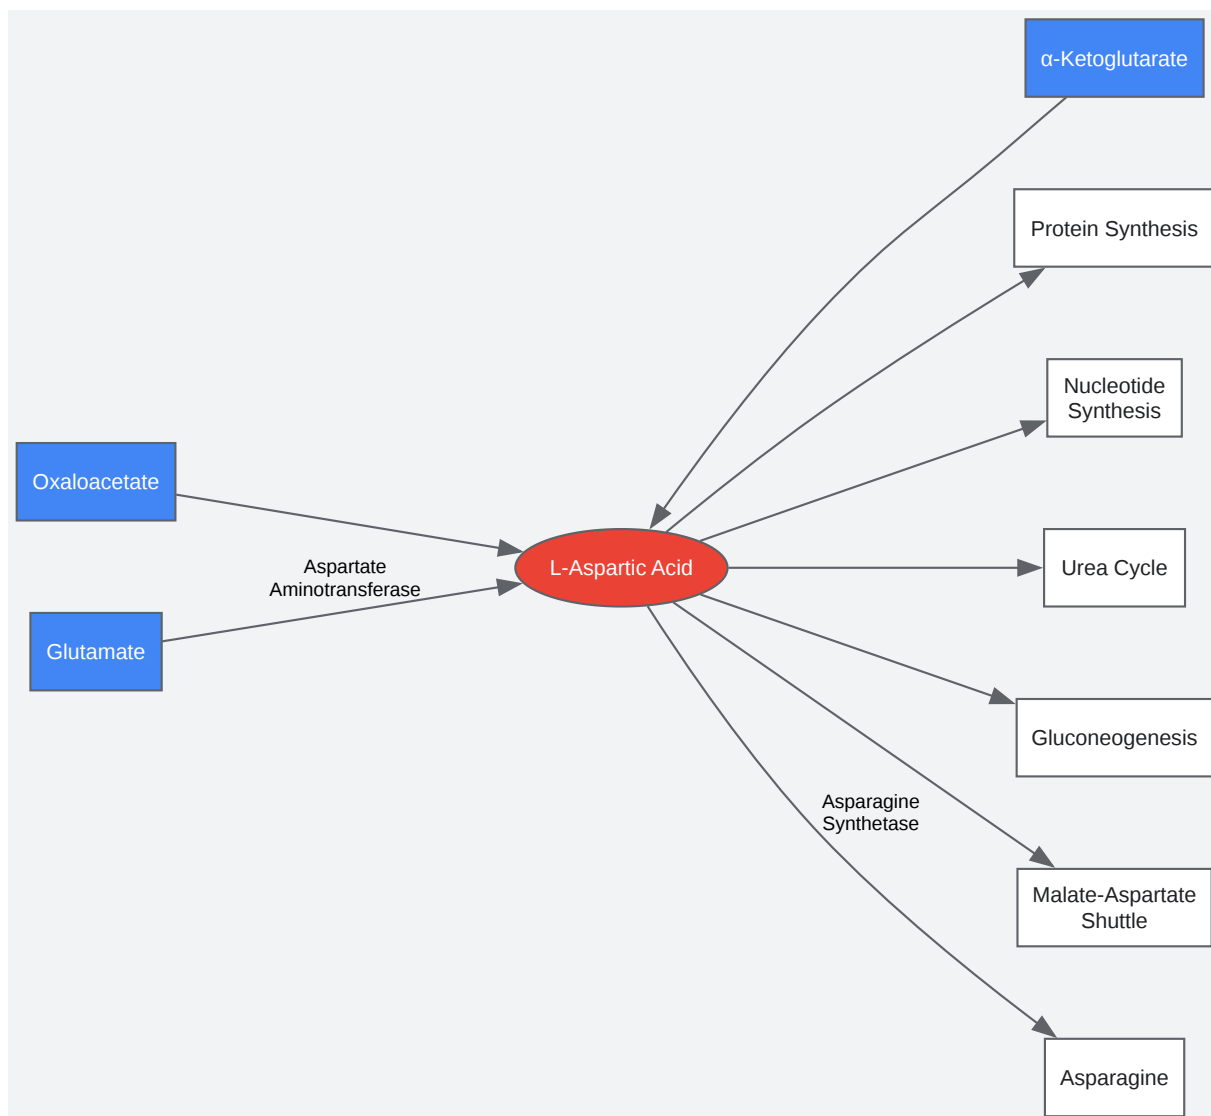 α-Ketoglutarate
Protein Synthesis
Nucleotide
Synthesis
Oxaloacetate
Aspartate
Aminotransferase
L-Aspartic Acid
Urea Cycle
Glutamate
Gluconeogenesis
Asparagine
Synthetase
Malate-Aspartate
Shuttle
Asparagine